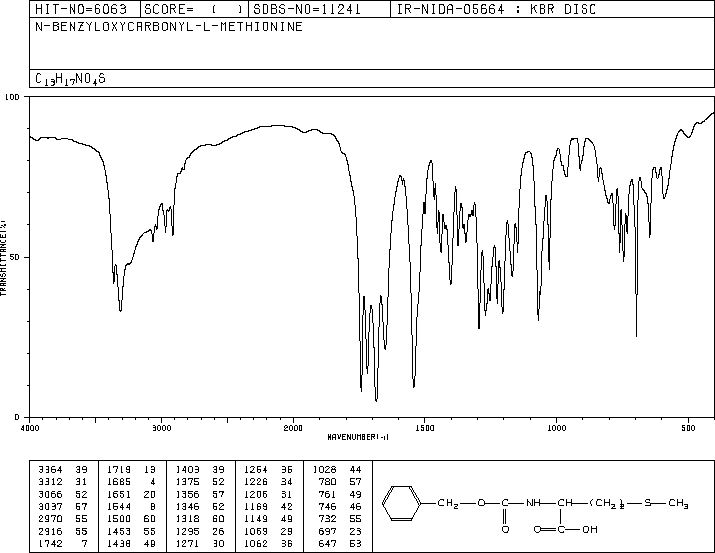 HIT-NO=6063 SCORE= ( ) SDBS-NO=11241 IR-NIDA-05664 : KBR DISC
N-BENZYLOXYCARBONYL-L-METHIONINE
C13H17NO4S
100
50
0
TRANSMITTANCE(%)
4000 3000 2000 1500 1000 500
WAVENUMBER(-1)
3364 39 1719 13 1403 39 1254 35 1028 44
3312 31 1685 4 1375 52 1226 34 780 57
3066 52 1651 20 1356 57 1206 31 761 49
3037 57 1544 8 1346 52 1169 42 746 46
2970 55 1500 60 1318 60 1149 49 732 55
2916 55 1453 55 1295 26 1069 29 697 23
1742 7 1438 49 1271 30 1062 36 647 53
CH2 O C NH CH (CH2)2 S CH3
O O=C OH